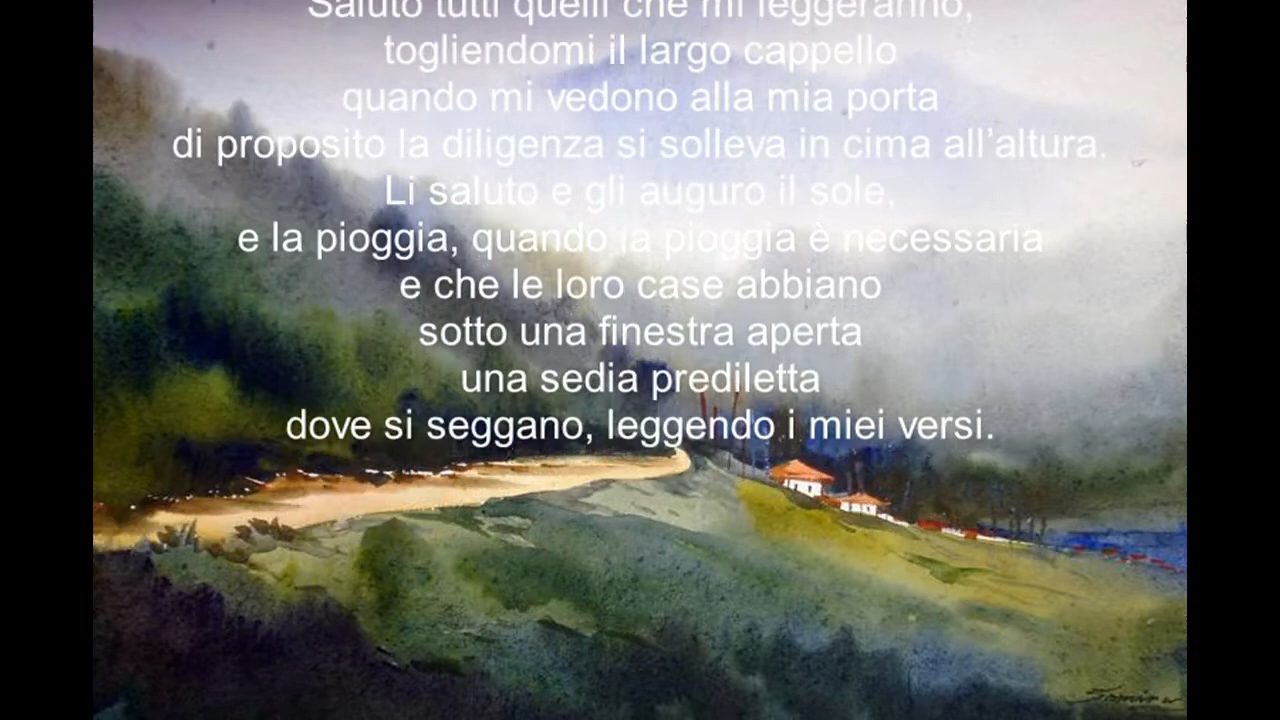 Saluto tutti quelli che mi leggeranno,
togliendomi il largo cappello
quando mi vedono alla mia porta
di proposito la diligenza si solleva in cima all’altura.
Li saluto e gli auguro il sole,
e la pioggia, quando la pioggia è necessaria
e che le loro case abbiano
sotto una finestra aperta
una sedia prediletta
dove si seggano, leggendo i miei versi.